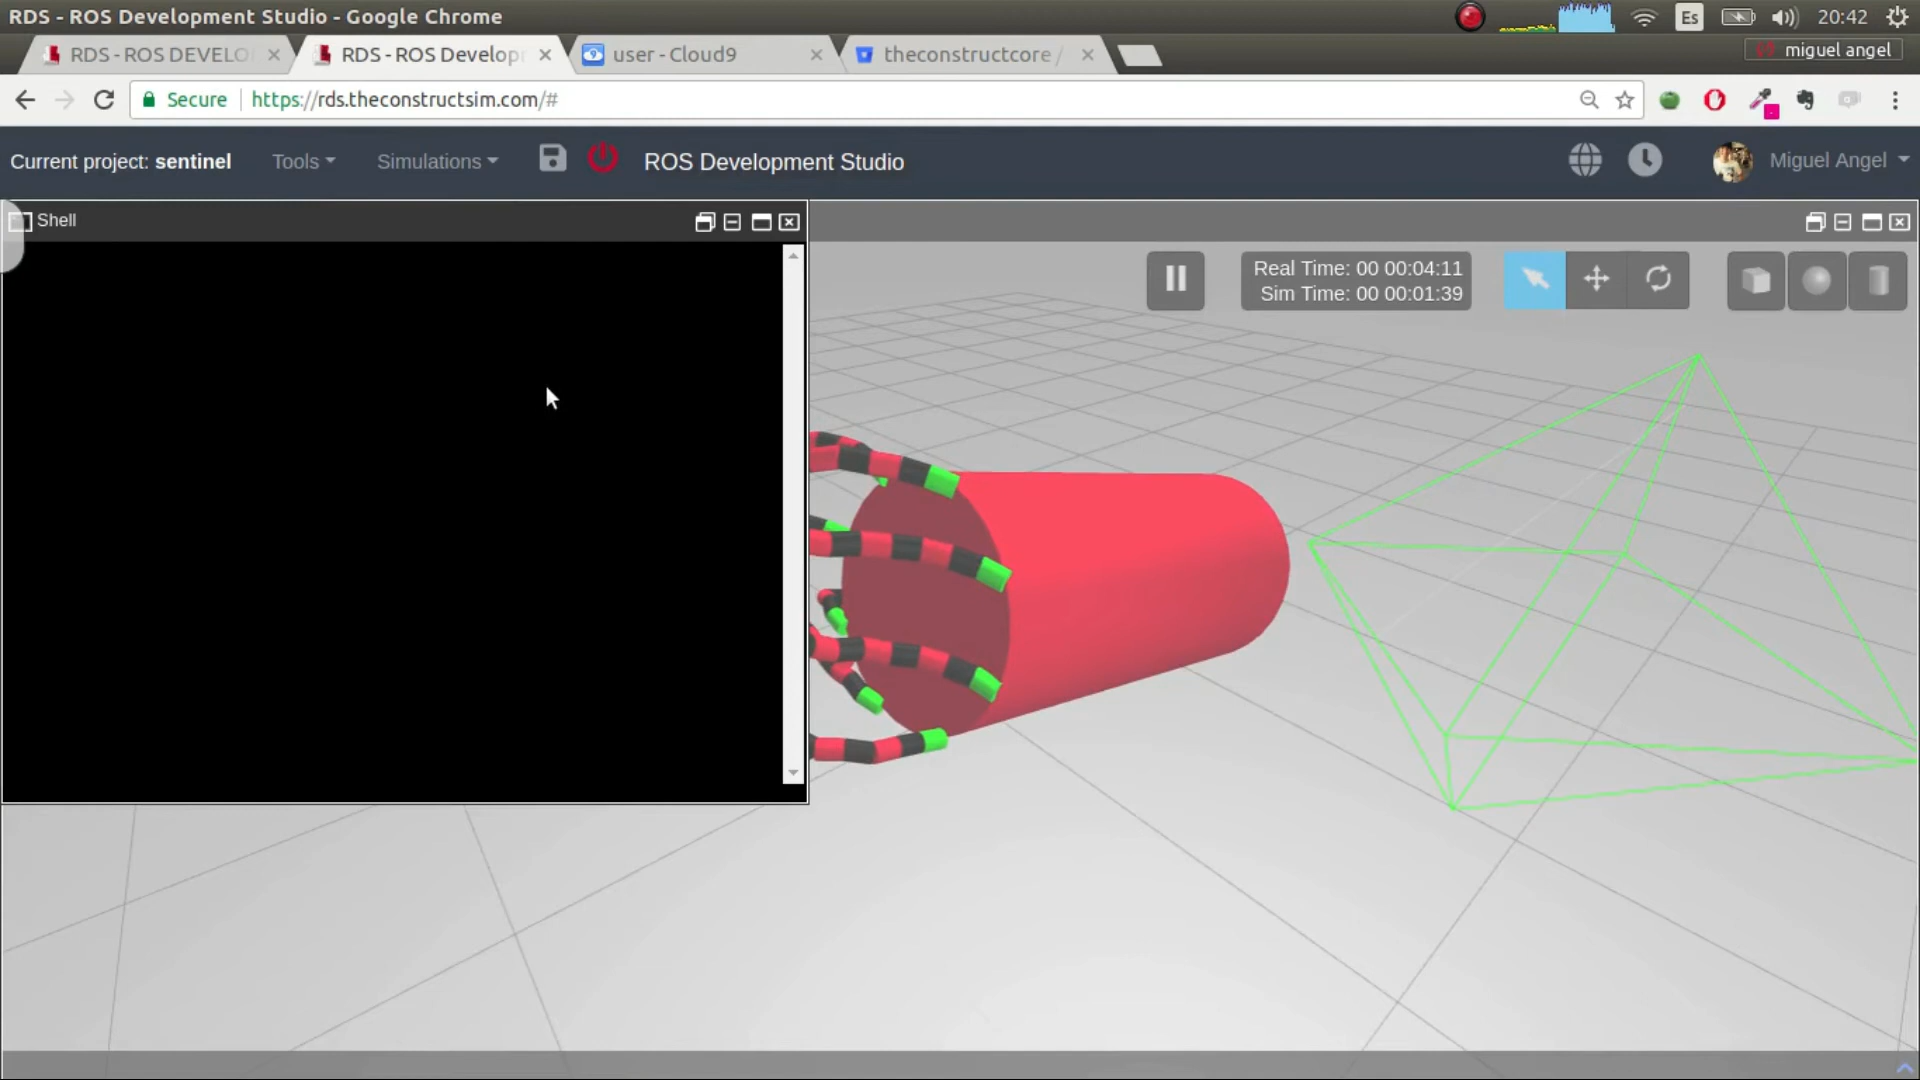 RDS - ROS Development Studio - Google Chrome
Es
20:42
RDS - ROS DEVELO
RDS - ROS Develop
user - Cloud9
theconstructcore /
miguel angel
Secure
https://rds.theconstructsim.com/#
Current project: sentinel
Tools
Simulations
ROS Development Studio
Miguel Angel
Shell
Real Time: 00 00:04:11
Sim Time: 00 00:01:39